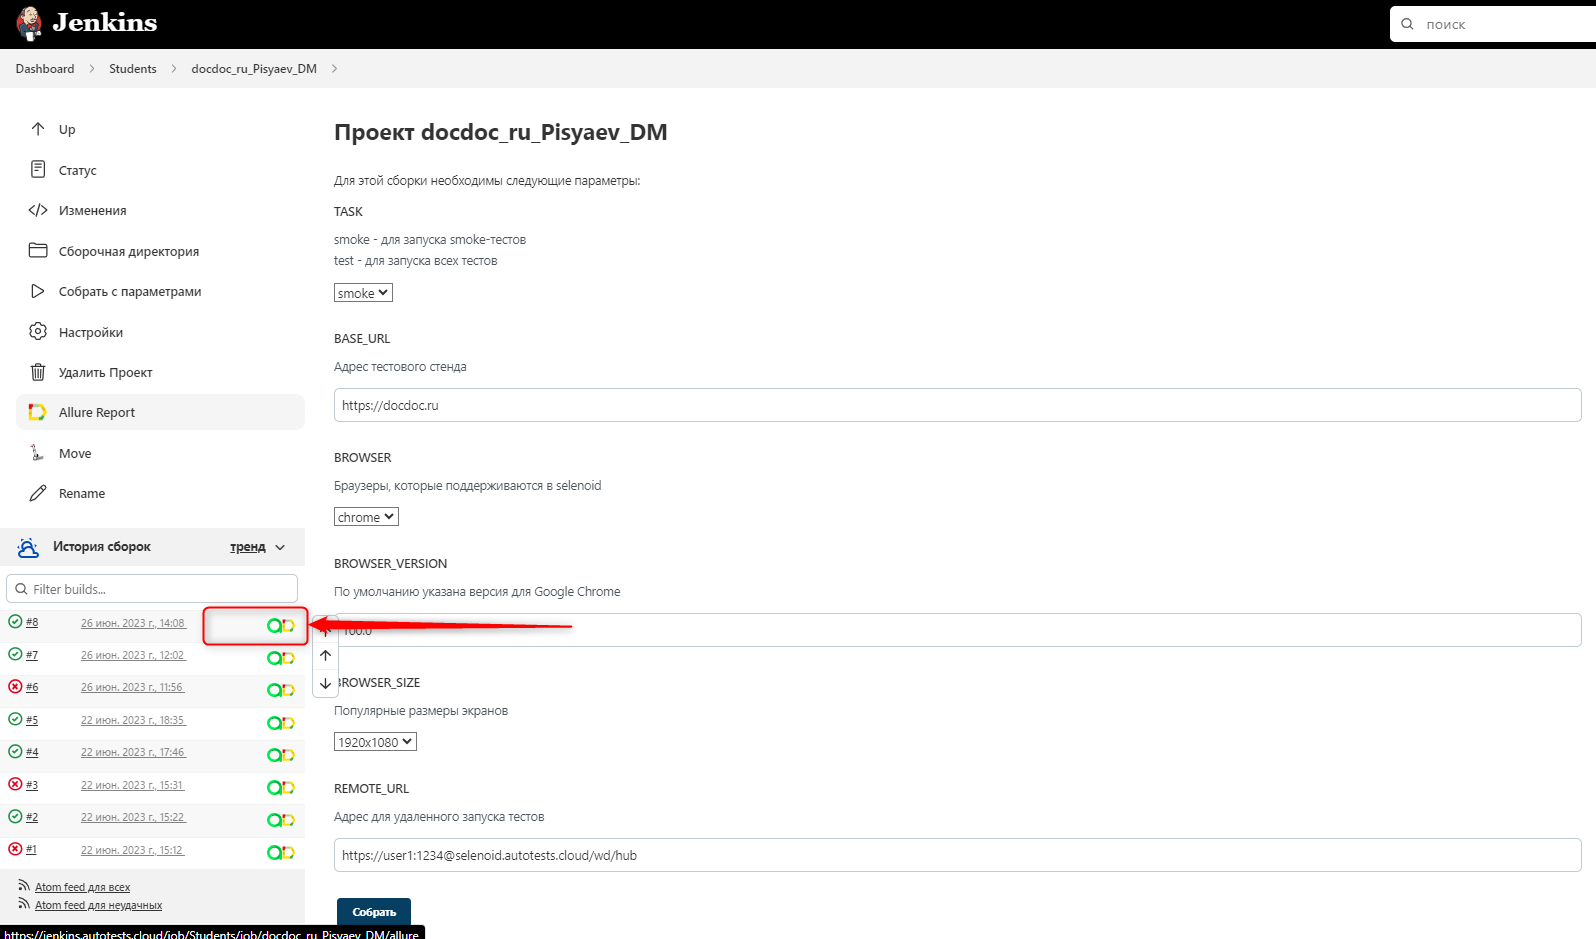 Jenkins
поиск
Dashboard
Students
docdoc_ru_Pisyaev_DM
Up
Статус
Изменения
Сборочная директория
Собрать с параметрами
Настройки
Удалить Проект
Allure Report
Move
Rename
История сборок
тренд
Filter builds...
#8 26 июн. 2023 г., 14:08
#7 26 июн. 2023 г., 12:02
#6 26 июн. 2023 г., 11:56
#5 22 июн. 2023 г., 18:35
#4 22 июн. 2023 г., 17:46
#3 22 июн. 2023 г., 15:31
#2 22 июн. 2023 г., 15:22
#1 22 июн. 2023 г., 15:12
Atom feed для всех
Atom feed для неудачных
Проект docdoc_ru_Pisyaev_DM
Для этой сборки необходимы следующие параметры:
TASK
smoke - для запуска smoke-тестов
test - для запуска всех тестов
smoke
BASE_URL
Адрес тестового стенда
https://docdoc.ru
BROWSER
Браузеры, которые поддерживаются в selenoid
chrome
BROWSER_VERSION
По умолчанию указана версия для Google Chrome
100.0
BROWSER_SIZE
Популярные размеры экранов
1920x1080
REMOTE_URL
Адрес для удаленного запуска тестов
https://user1:1234@selenoid.autotests.cloud/wd/hub
Собрать
https://jenkins.autotests.cloud/job/Students/job/docdoc_ru_Pisyaev_DM/allure